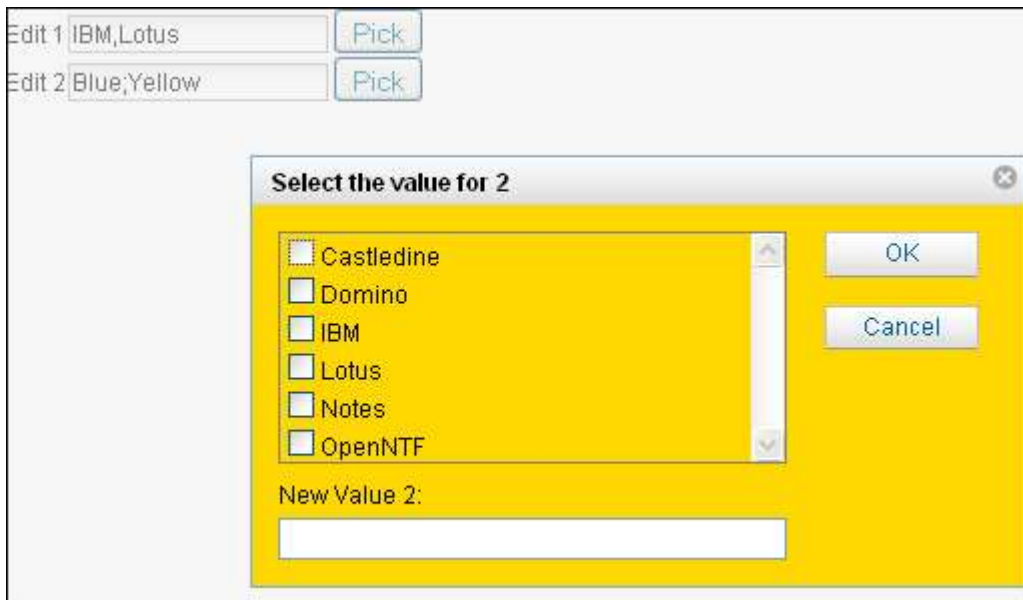 Edit 1 IBM,Lotus Pick
Edit 2 Blue;Yellow Pick
Select the value for 2
Castledine OK
Domino
IBM Cancel
Lotus
Notes
OpenNTF
New Value 2: